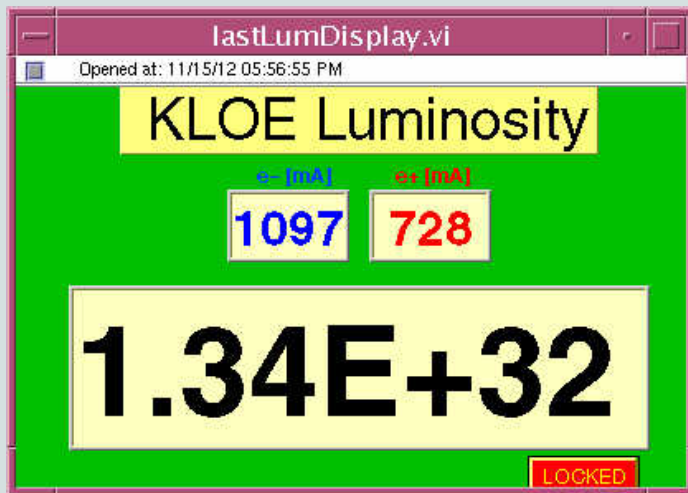 lastLumDisplay.vi
Opened at: 11/15/12 05:56:55 PM
KLOE Luminosity
e- [mA] e+ [mA]
1097 728
1.34E+32
LOCKED